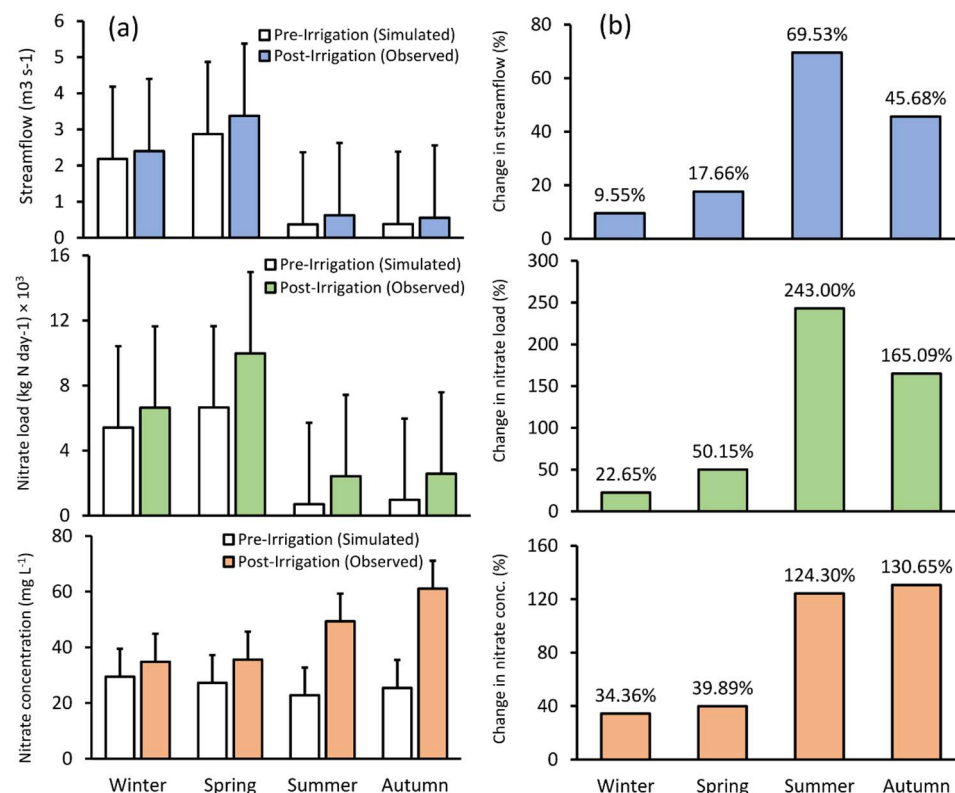 (a)
Pre-Irrigation (Simulated)
Post-Irrigation (Observed)
Streamflow (m3 s-1)
6
5
4
3
2
1
0
Pre-Irrigation (Simulated)
Post-Irrigation (Observed)
Nitrate load (kg N day-1) × 10³
16
12
8
4
0
Pre-Irrigation (Simulated)
Post-Irrigation (Observed)
Nitrate concentration (mg L⁻¹)
80
60
40
20
0
Winter Spring Summer Autumn
(b)
Change in streamflow (%)
80
60
40
20
0
9.55%
17.66%
69.53%
45.68%
Change in nitrate load (%)
300
250
200
150
100
50
0
22.65%
50.15%
243.00%
165.09%
Change in nitrate conc. (%)
160
120
80
40
0
34.36%
39.89%
124.30%
130.65%
Winter Spring Summer Autumn